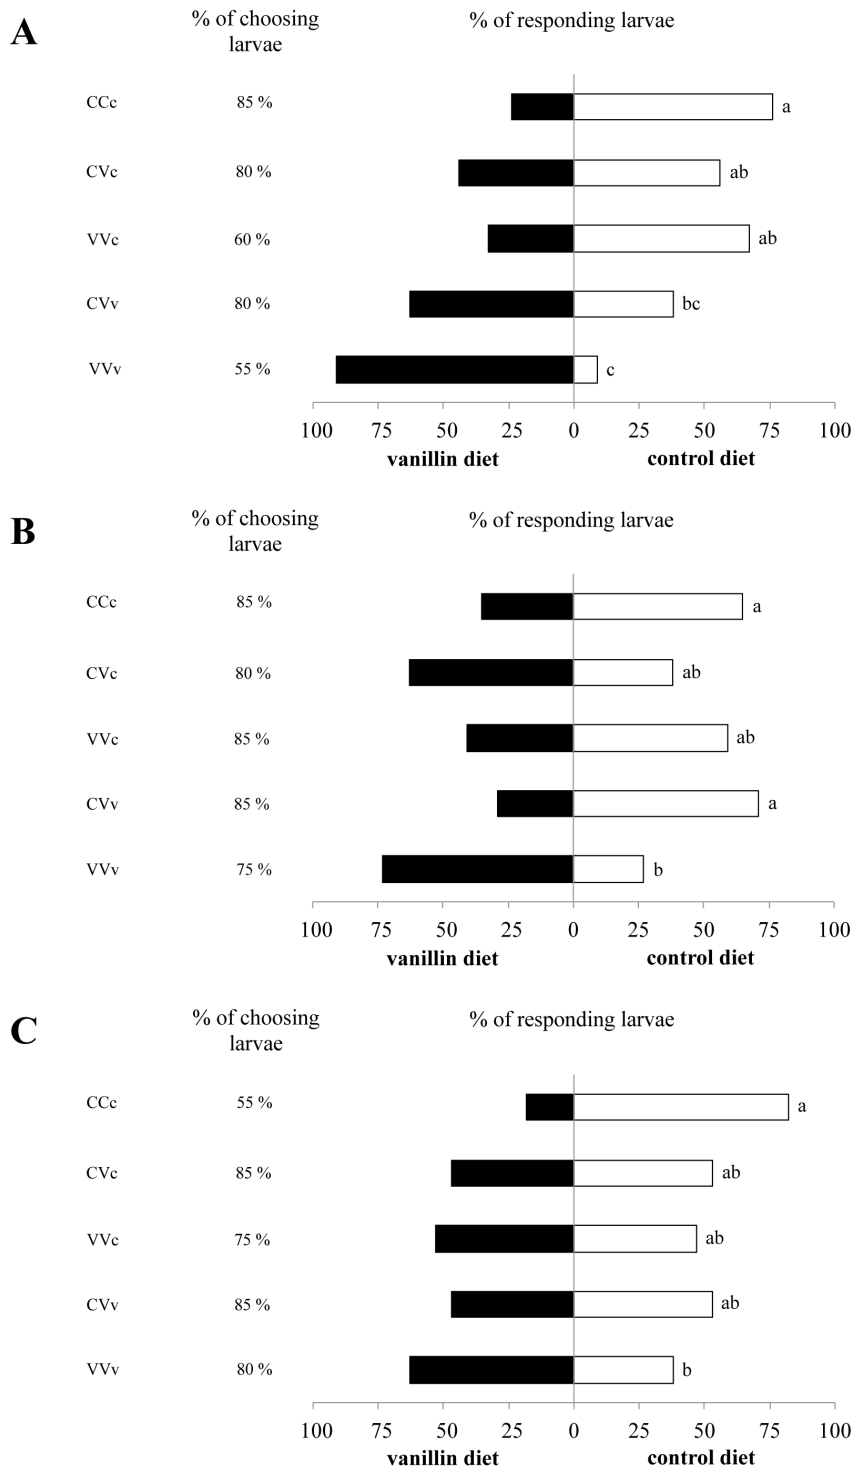 A
% of choosing
larvae
% of responding larvae
CCc 85 % a
CVc 80 % ab
VVc 60 % ab
CVv 80 % bc
VVv 55 % c
100 75 50 25 0 25 50 75 100
vanillin diet control diet
B
% of choosing
larvae
% of responding larvae
CCc 85 % a
CVc 80 % ab
VVc 85 % ab
CVv 85 % a
VVv 75 % b
100 75 50 25 0 25 50 75 100
vanillin diet control diet
C
% of choosing
larvae
% of responding larvae
CCc 55 % a
CVc 85 % ab
VVc 75 % ab
CVv 85 % ab
VVv 80 % b
100 75 50 25 0 25 50 75 100
vanillin diet control diet